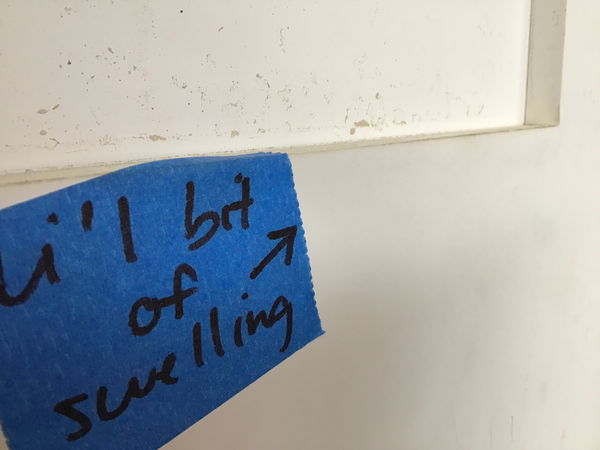 li'l bit
of
swelling